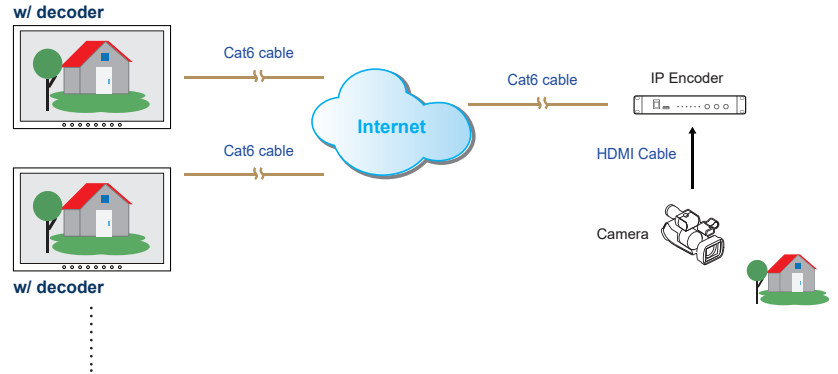 w/ decoder
Cat6 cable
Cat6 cable
IP Encoder
Internet
Cat6 cable
HDMI Cable
Camera
w/ decoder